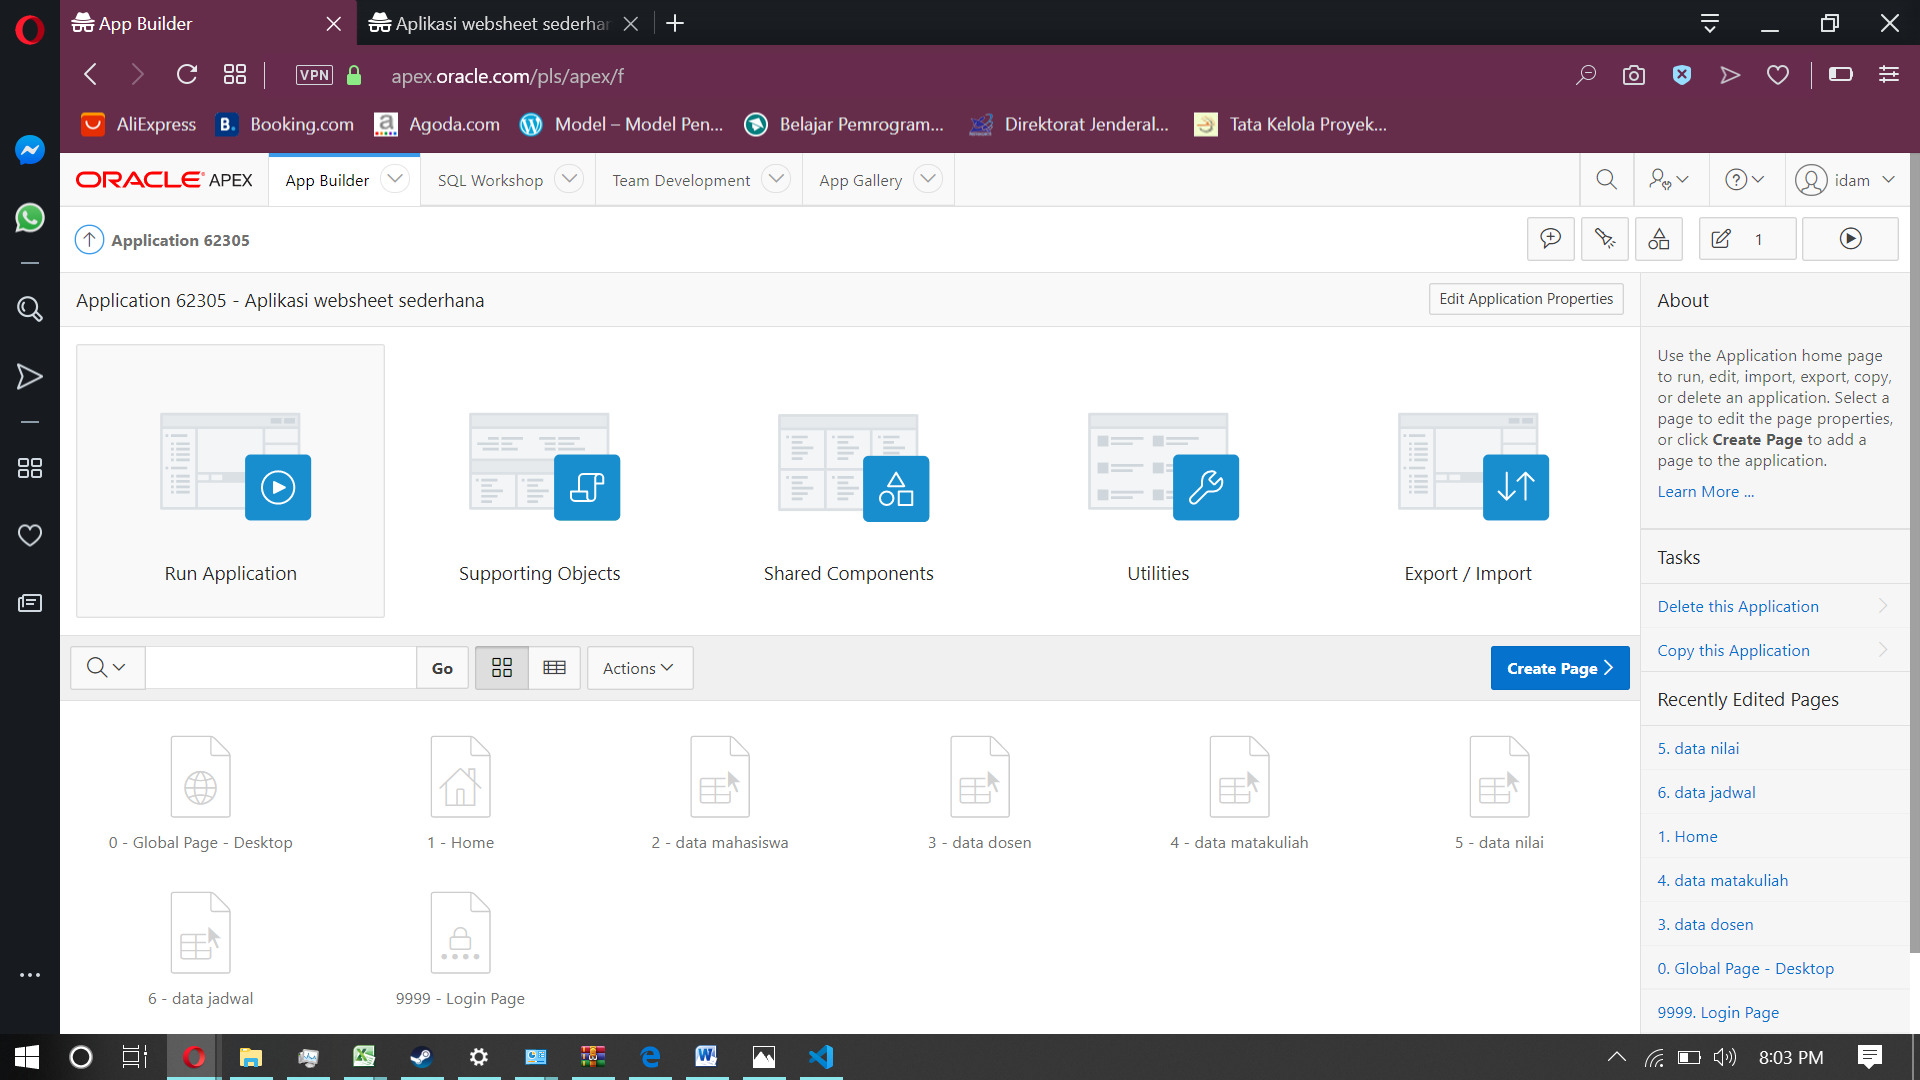 App Builder
Aplikasi websheet sederhar
VPN
apex.oracle.com/pls/apex/f
AliExpress
B.
Booking.com
a
Agoda.com
Model – Model Pen...
Belajar Pemrogram...
Direktorat Jenderal...
Tata Kelola Proyek...
ORACLE APEX
App Builder
SQL Workshop
Team Development
App Gallery
idam
Application 62305
1
Application 62305 - Aplikasi websheet sederhana
Edit Application Properties
Run Application
Supporting Objects
Shared Components
Utilities
Export / Import
Go
Actions
Create Page
0 - Global Page - Desktop
1 - Home
2 - data mahasiswa
3 - data dosen
4 - data matakuliah
5 - data nilai
6 - data jadwal
9999 - Login Page
About
Use the Application home page
to run, edit, import, export, copy,
or delete an application. Select a
page to edit the page properties,
or click Create Page to add a
page to the application.
Learn More ...
Tasks
Delete this Application
Copy this Application
Recently Edited Pages
5. data nilai
6. data jadwal
1. Home
4. data matakuliah
3. data dosen
0. Global Page - Desktop
9999. Login Page
8:03 PM